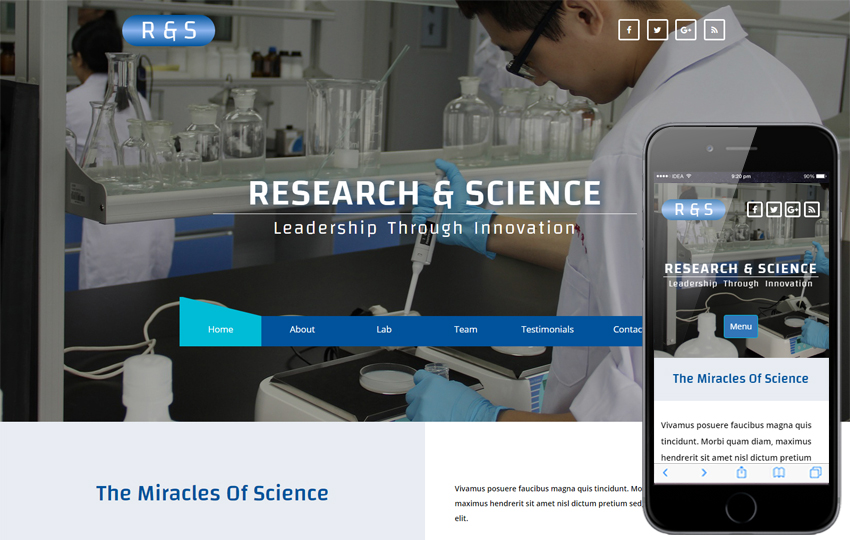 R & S
RESEARCH & SCIENCE
Leadership Through Innovation
Home About Lab Team Testimonials Contac
The Miracles Of Science
Vivamus posuere faucibus magna quis tincidunt. Mo
maximus hendrerit sit amet nisl dictum pretium sed
elit.
IDEA 9:20 pm 90%
R & S
RESEARCH & SCIENCE
Leadership Through Innovation
Menu
The Miracles Of Science
Vivamus posuere faucibus magna quis
tincidunt. Morbi quam diam, maximus
hendrerit sit amet nisl dictum pretium